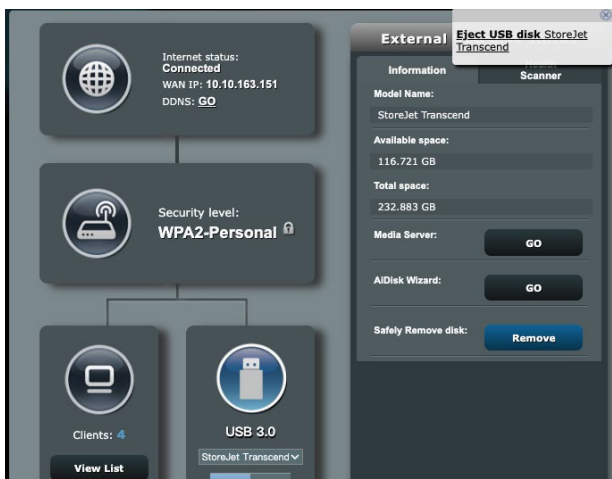 Internet status:
Connected
WAN IP: 10.10.163.151
DDNS: GO
Security level:
WPA2-Personal
Clients: 4
View List
USB 3.0
StoreJet Transcend
External
Eject USB disk StoreJet
Transcend
Information
Scanner
Model Name:
StoreJet Transcend
Available space:
116.721 GB
Total space:
232.883 GB
Media Server:
GO
AiDisk Wizard:
GO
Safely Remove disk:
Remove